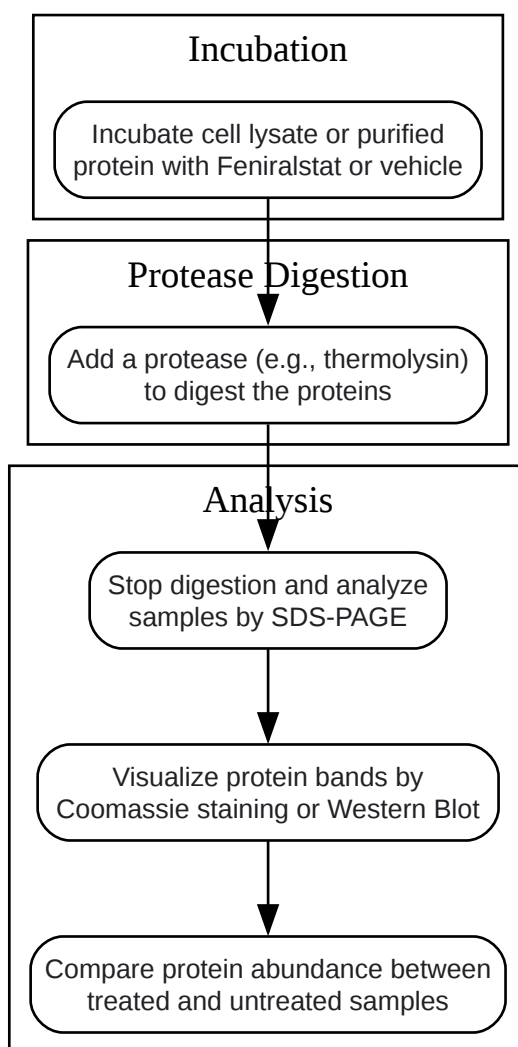 Incubation
Incubate cell lysate or purified
protein with Feniralstat or vehicle
Protease Digestion
Add a protease (e.g., thermolysin)
to digest the proteins
Analysis
Stop digestion and analyze
samples by SDS-PAGE
Visualize protein bands by
Coomassie staining or Western Blot
Compare protein abundance between
treated and untreated samples